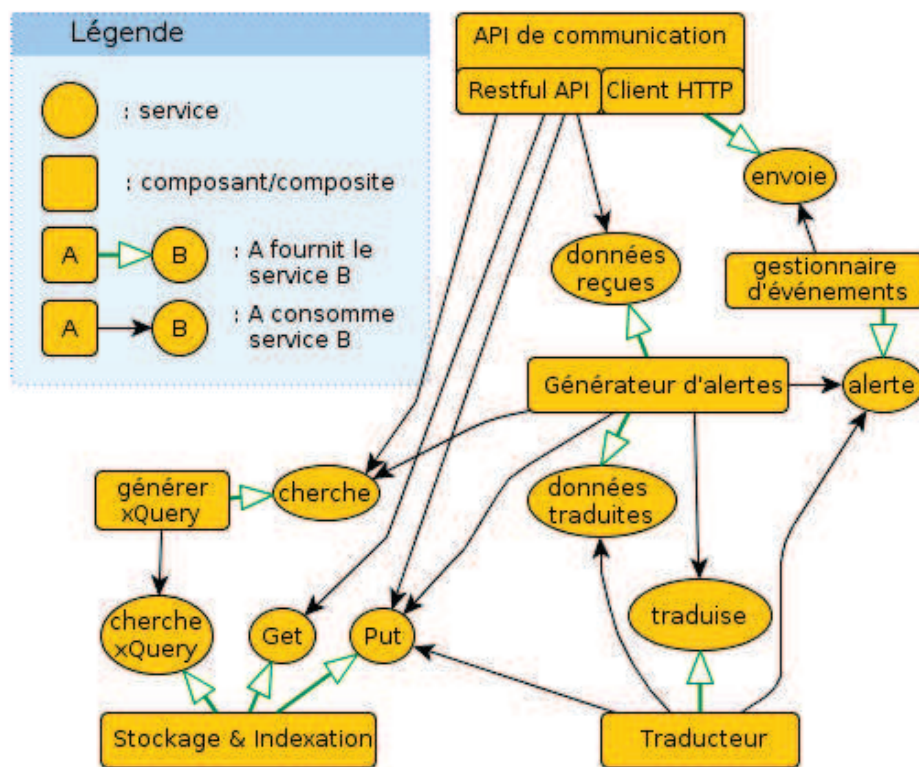 Légende
: service
: composant/composite
A
B
: A fournit le
service B
A
B
: A consomme
service B
API de communication
Restful API
Client HTTP
envoie
données
reçues
gestionnaire
d'événements
Générateur d'alertes
alerte
générer
xQuery
cherche
données
traduites
cherche
xQuery
Get
Put
traduise
Stockage & Indexation
Traducteur